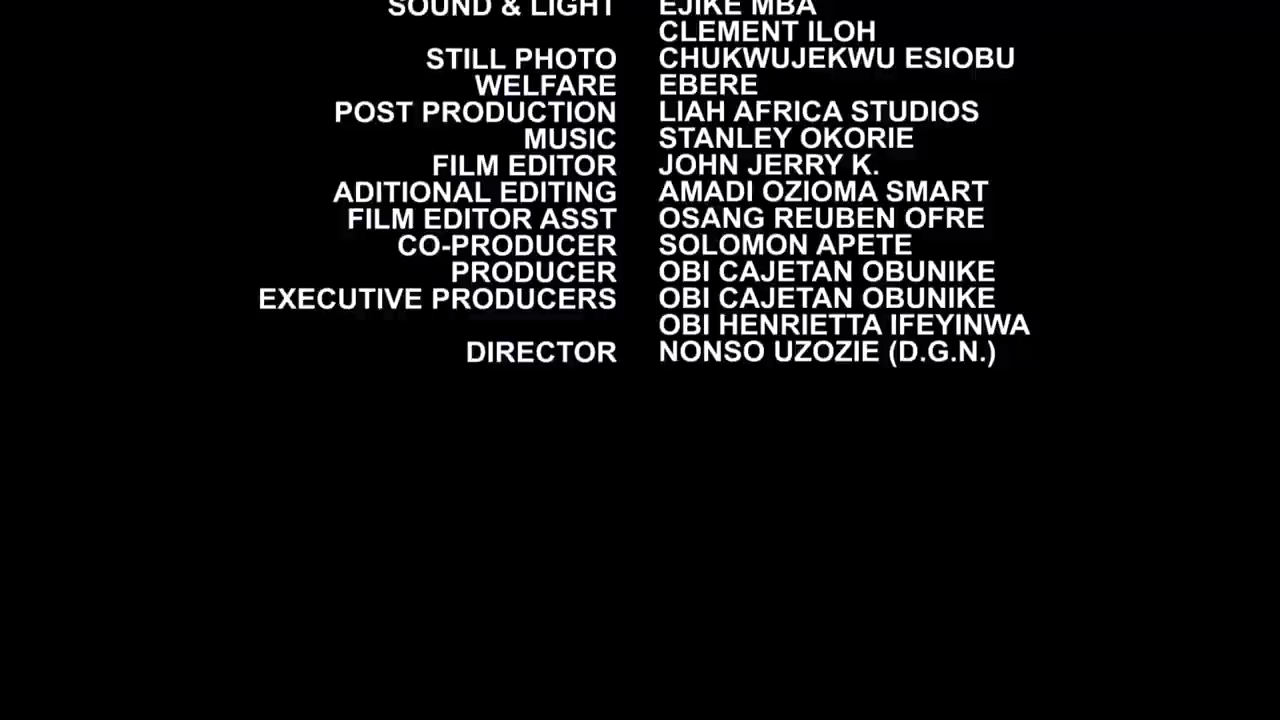 SOUND & LIGHT EJIKE MBA
CLEMENT ILOH
STILL PHOTO CHUKWUJEKWU ESIOBU
WELFARE EBERE
POST PRODUCTION LIAH AFRICA STUDIOS
MUSIC STANLEY OKORIE
FILM EDITOR JOHN JERRY K.
ADITIONAL EDITING AMADI OZIOMA SMART
FILM EDITOR ASST OSANG REUBEN OFRE
CO-PRODUCER SOLOMON APETE
PRODUCER OBI CAJETAN OBUNIKE
EXECUTIVE PRODUCERS OBI CAJETAN OBUNIKE
OBI HENRIETTA IFEYINWA
DIRECTOR NONSO UZOZIE (D.G.N.)